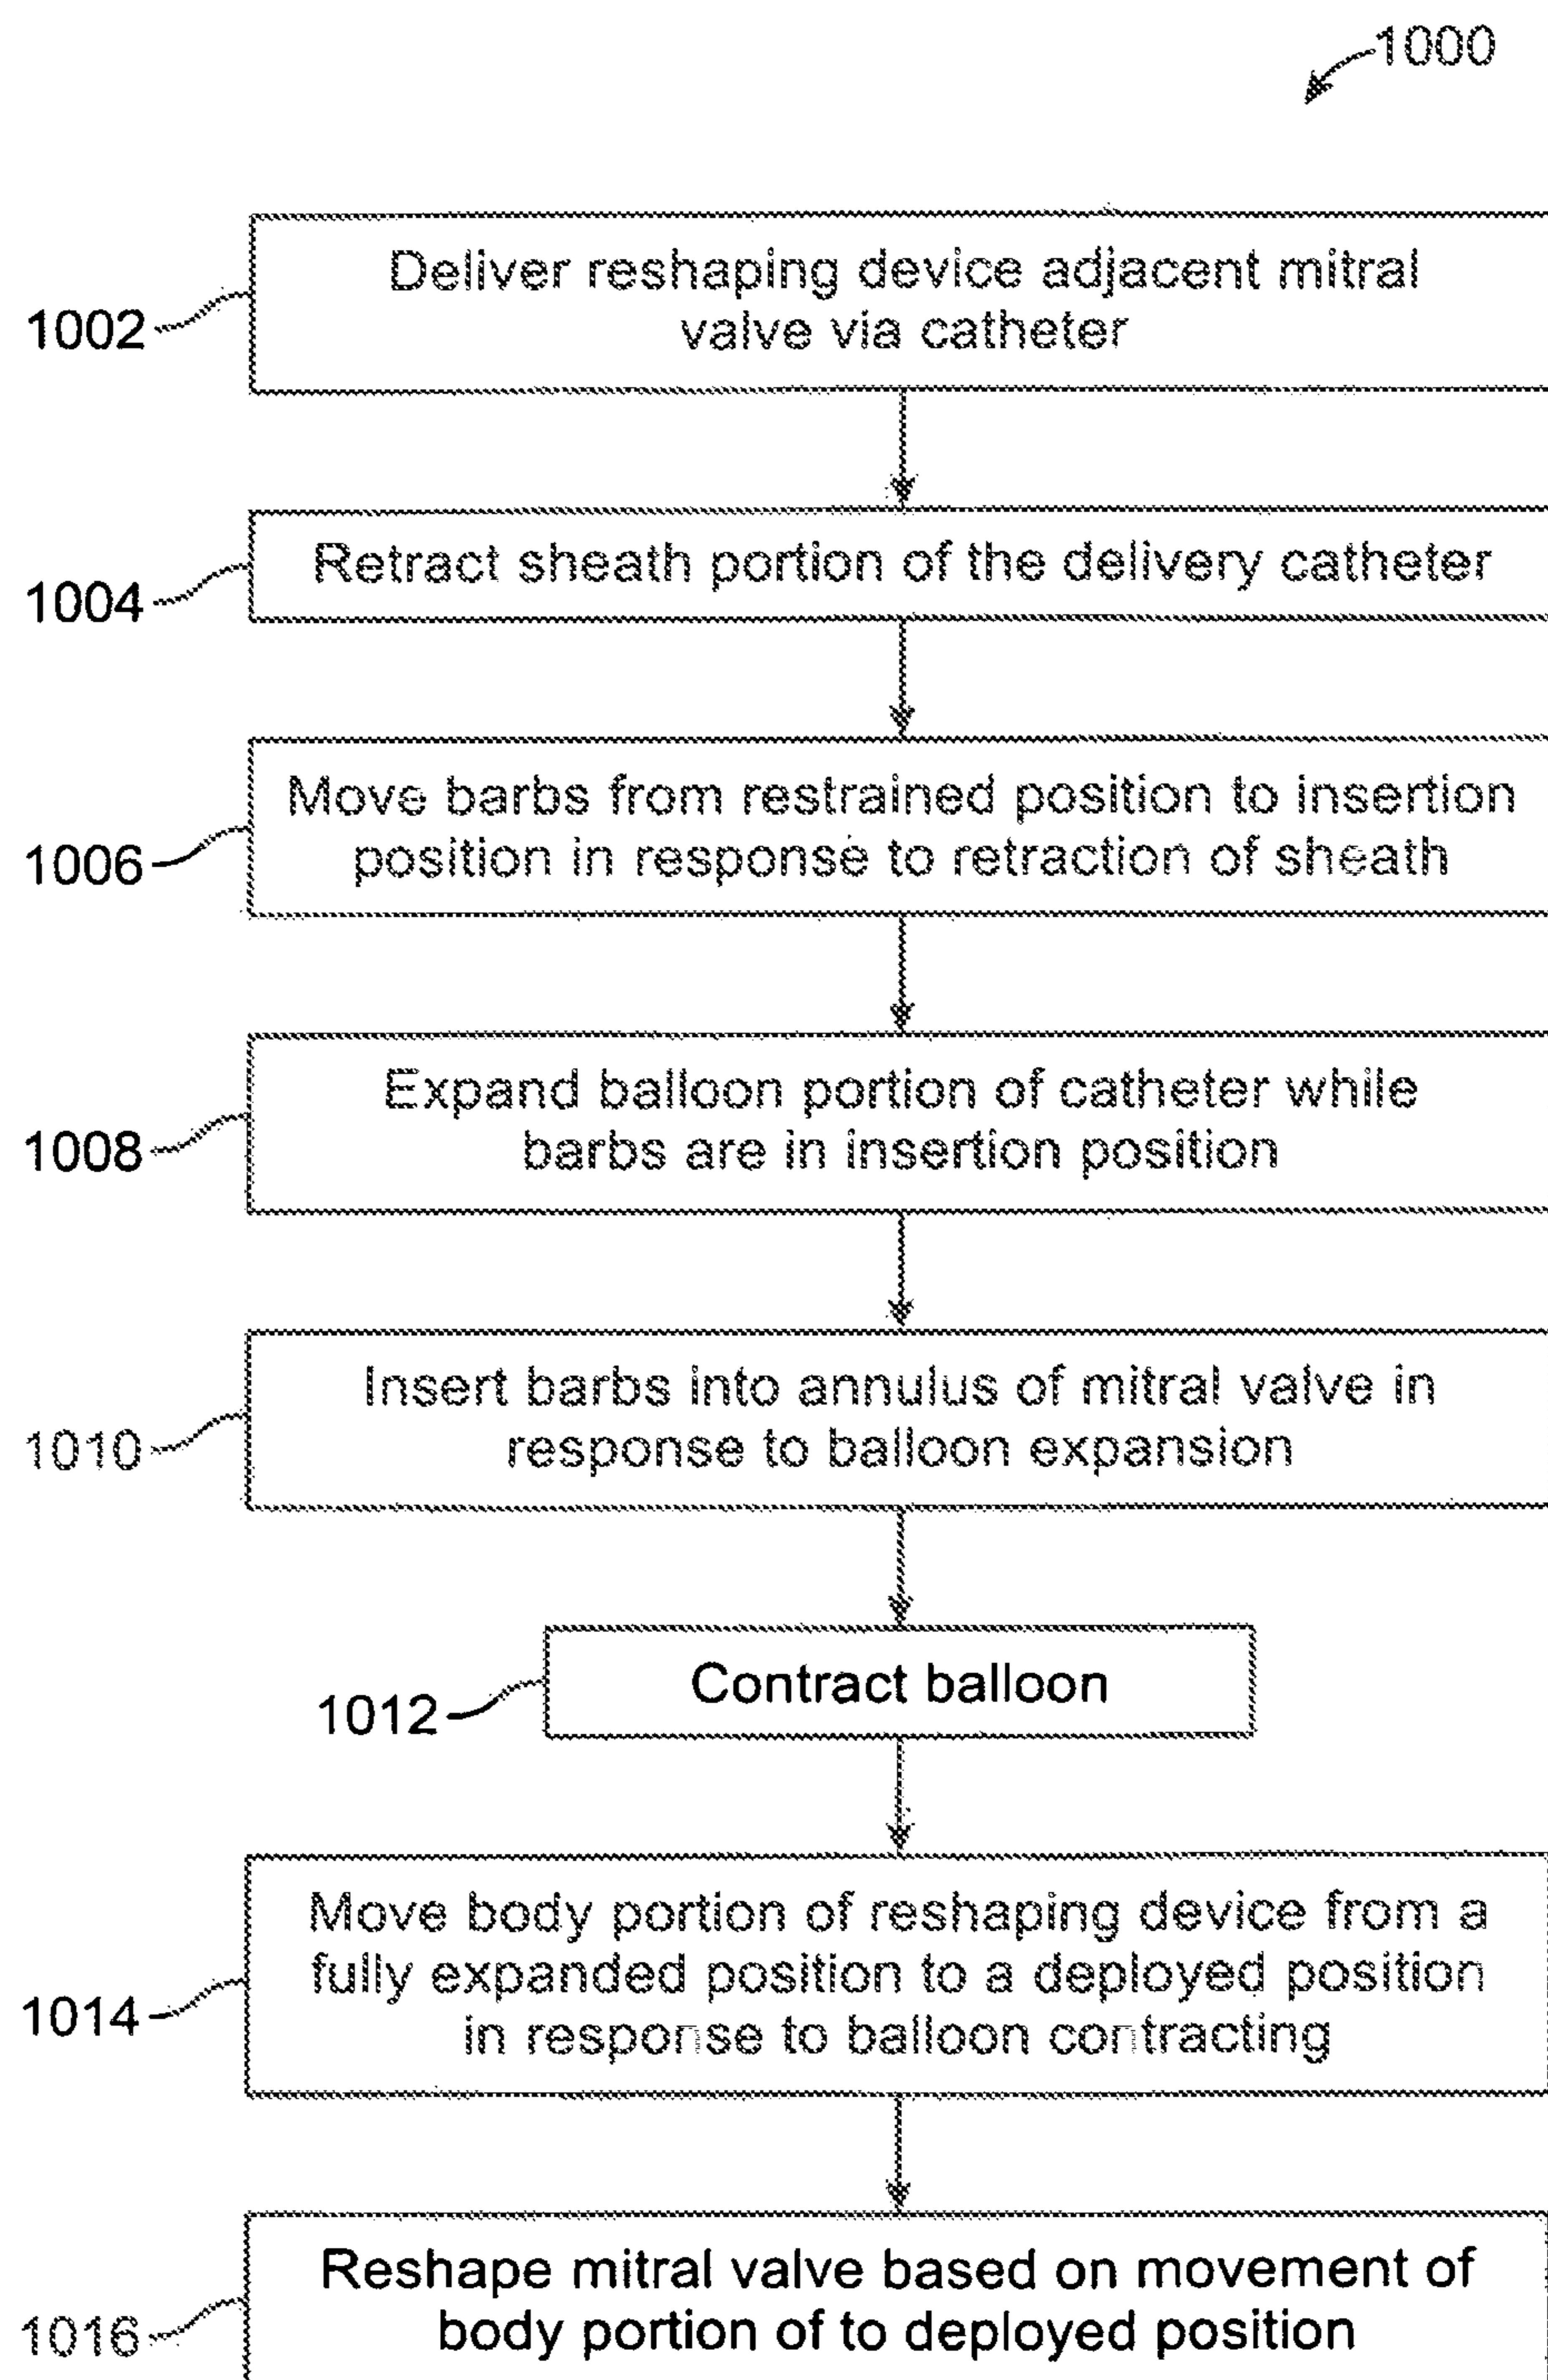 1000
Deliver reshaping device adjacent mitral
valve via catheter
1002
Retract sheath portion of the delivery catheter
1004
Move barbs from restrained position to insertion
position in response to retraction of sheath
1006
Expand balloon portion of catheter while
barbs are in insertion position
1008
Insert barbs into annulus of mitral valve in
response to balloon expansion
1010
Contract balloon
1012
Move body portion of reshaping device from a
fully expanded position to a deployed position
in response to balloon contracting
1014
Reshape mitral valve based on movement of
body portion of to deployed position
1016